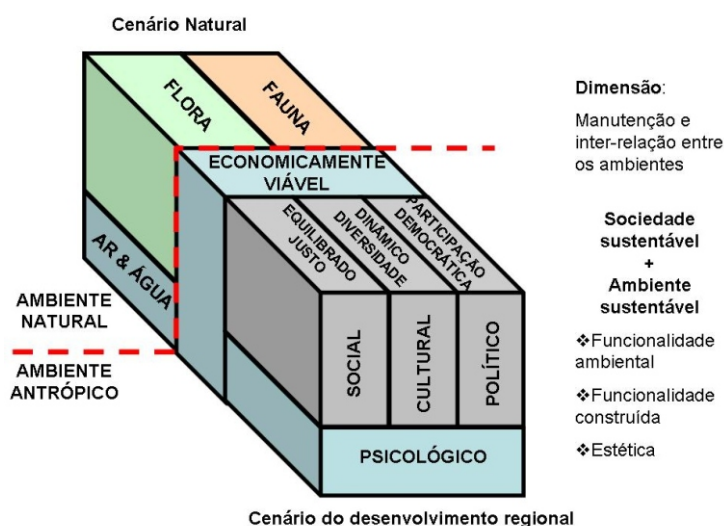 Cenário Natural
FLORA
FAUNA
ECONOMICAMENTE
VIÁVEL
EQUILIBRADO
JUSTO
DINÂMICO
DIVERSIDADE
PARTICIPAÇÃO
DEMOCRÁTICA
AR & ÁGUA
AMBIENTE
NATURAL
AMBIENTE
ANTRÓPICO
SOCIAL
CULTURAL
POLÍTICO
PSICOLÓGICO
Cenário do desenvolvimento regional
Dimensão:
Manutenção e
inter-relação entre
os ambientes
Sociedade
sustentável
+
Ambiente
sustentável
❖Funcionalidade
ambiental
❖Funcionalidade
construída
❖Estética